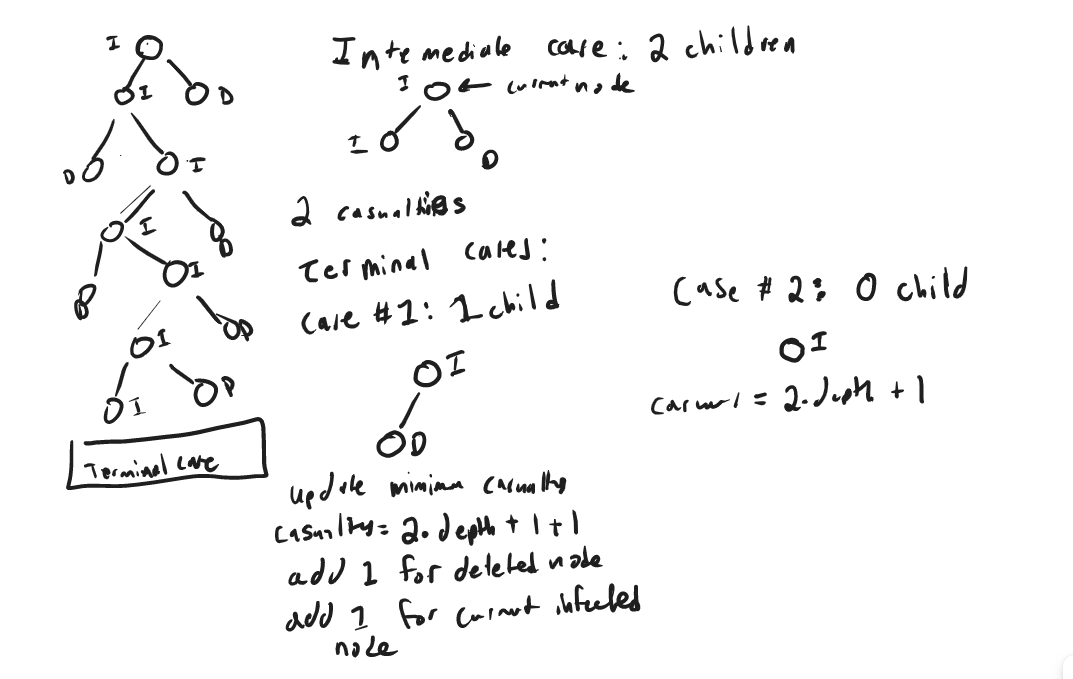 I
I
D
D
I
I
D
D
I
D
I
I
D
Terminal case
Intemediate case: 2 children
I
current node
I
D
2 casualties
Terminal cases:
Case #1: 1 child
I
D
update minimum casualty
casualty = 2. depth + 1 + 1
add 1 for deleted node
add 1 for current infected
node
Case #2: 0 child
I
= 2. depth + 1